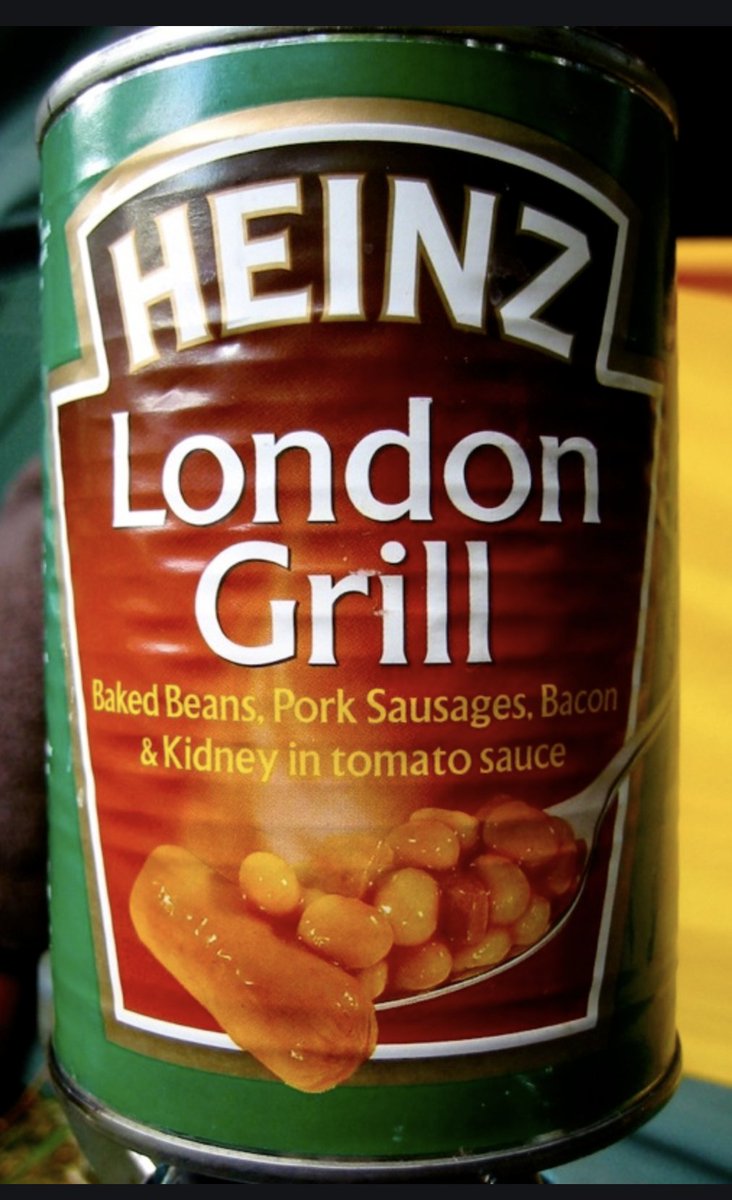 HEINZ
London
Grill
Baked Beans, Pork Sausages, Bacon
& Kidney in tomato sauce